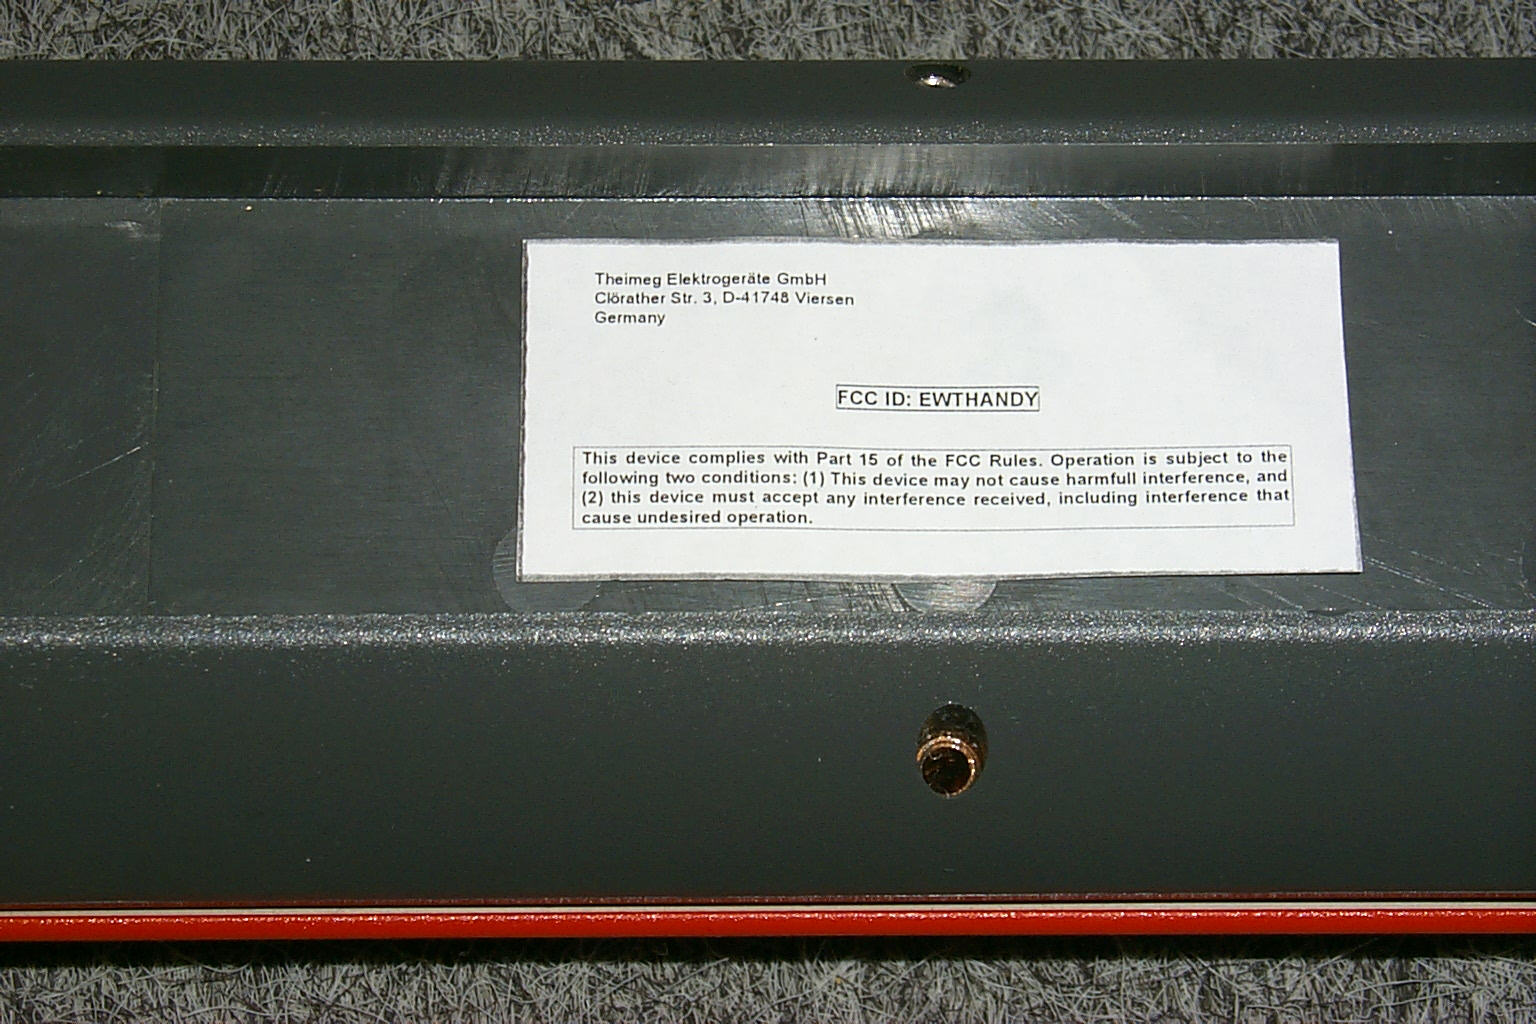 Theimeg Elektrogeräte GmbH
Clörather Str. 3, D-41748 Viersen
Germany
FCC ID: EWTHANDY
This device complies with Part 15 of the FCC Rules. Operation is subject to the
following two conditions: (1) This device may not cause harmfull interference, and
(2) this device must accept any interference received, including interference that
cause undesired operation.